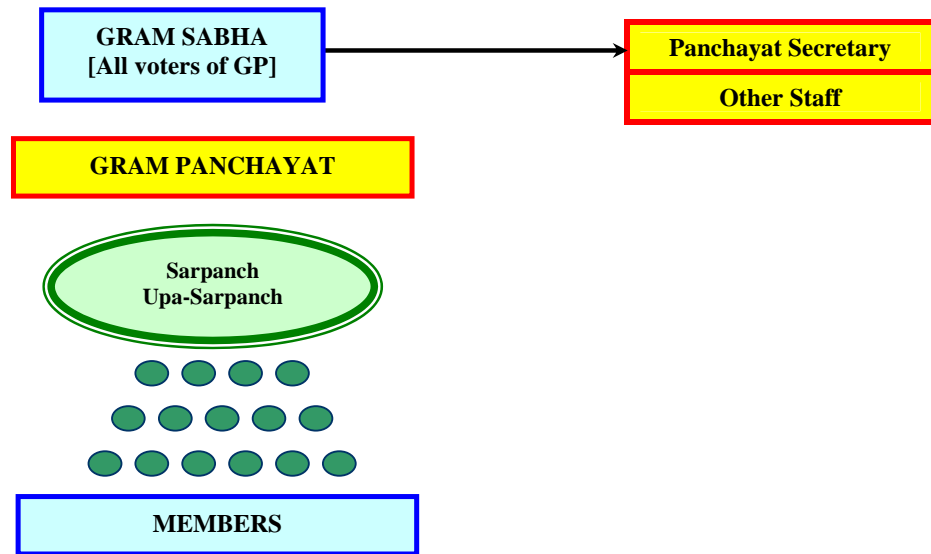 GRAM SABHA
[All voters of GP]
Panchayat Secretary
Other Staff
GRAM PANCHAYAT
Sarpanch
Upa-Sarpanch
MEMBERS